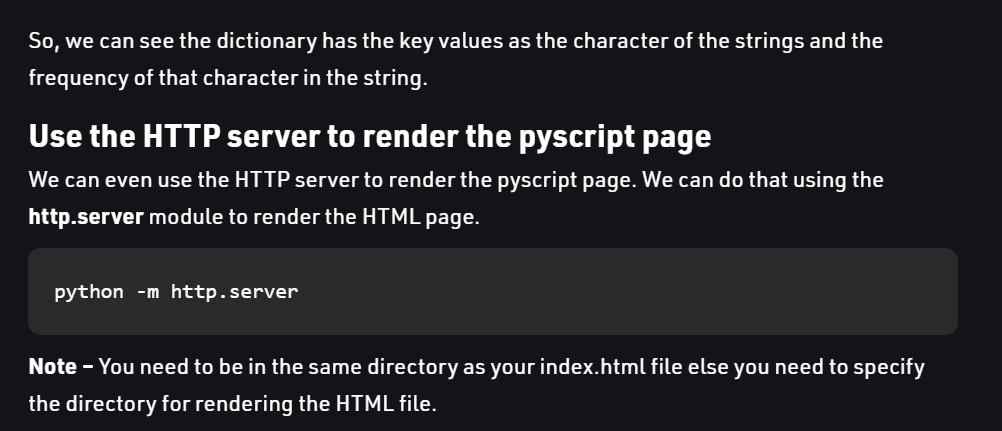 So, we can see the dictionary has the key values as the character of the strings and the
frequency of that character in the string.
Use the HTTP server to render the pyscript page
We can even use the HTTP server to render the pyscript page. We can do that using the
http.server module to render the HTML page.
python -m http.server
Note – You need to be in the same directory as your index.html file else you need to specify
the directory for rendering the HTML file.